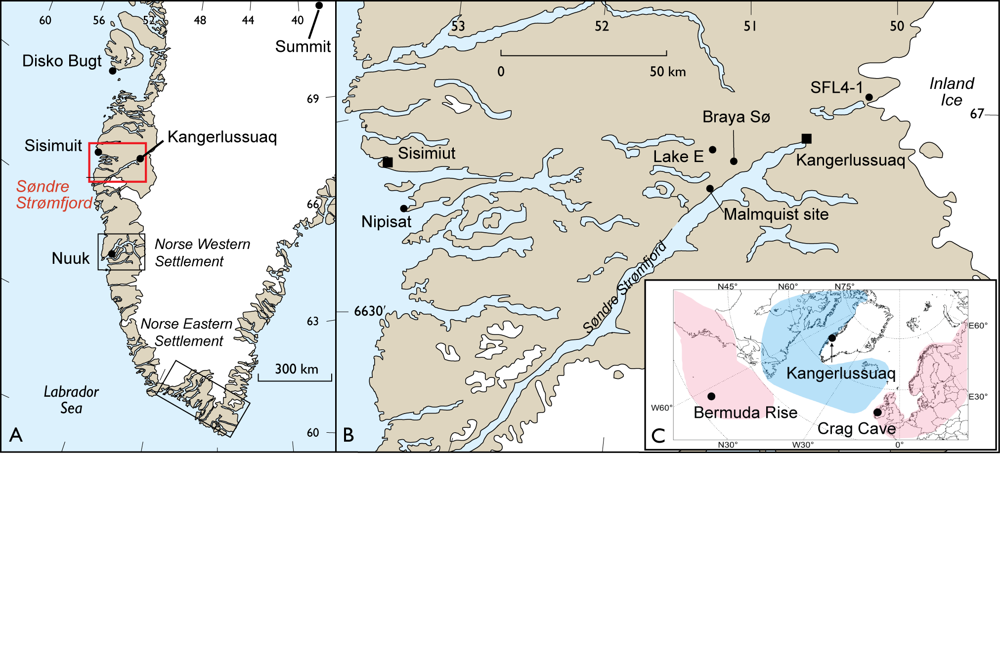 60
56
52
48
44
40
Summit
Disko Bugt
69
Kangerlussuaq
Sisimuit
Søndre
Strømfjord
66
Norse Western
Settlement
Nuuk
63
Norse Eastern
Settlement
300 km
Labrador
Sea
60
A
53
52
51
50
0
50 km
SFL4-1
Inland
Ice
67
Braya Sø
Sisimiut
Lake E
Kangerlussuaq
Nipisat
Malmquist site
Søndre Strømfjord
6630′
B
N45°
N60°
N75°
E60°
Kangerlussuaq
E30°
W60°
Bermuda Rise
Crag Cave
C
N30°
W30°
0°